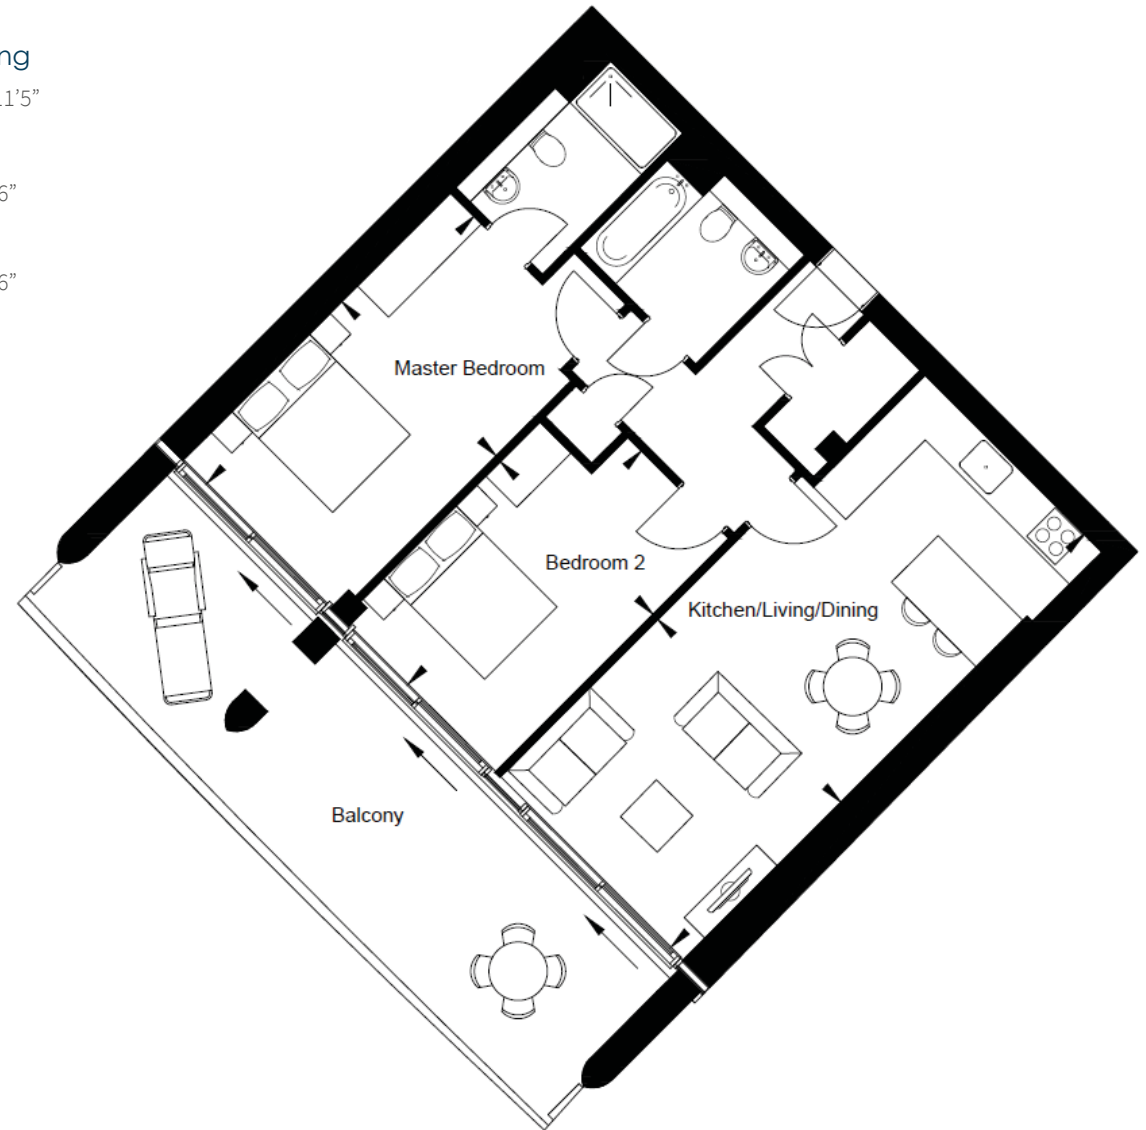 ng
11'5”
6”
6”
Master Bedroom
Bedroom 2
Kitchen/Living/Dining
Balcony